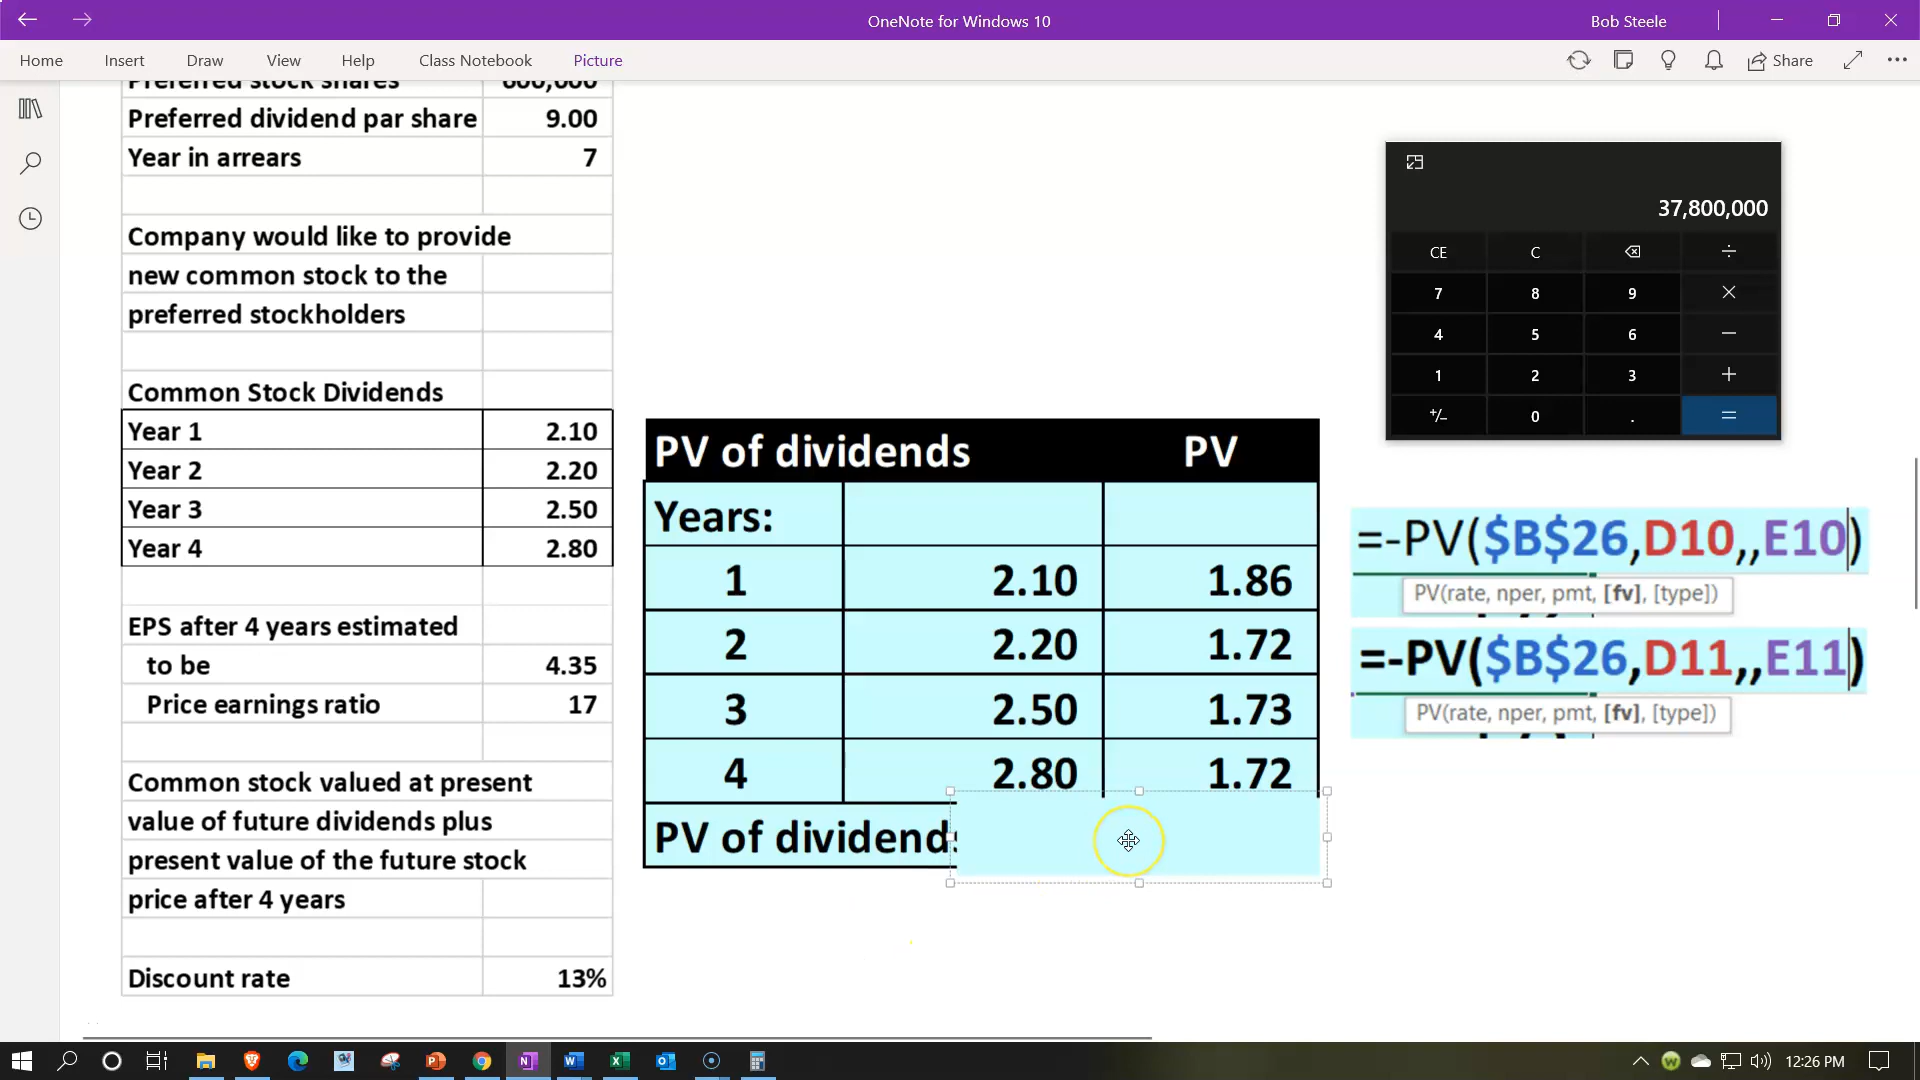 OneNote for Windows 10
Bob Steele
Home Insert Draw View Help Class Notebook Picture
Share
Preferred stock shares 600,000
Preferred dividend par share 9.00
Year in arrears 7
Company would like to provide
new common stock to the
preferred stockholders
Common Stock Dividends
Year 1 2.10
Year 2 2.20
Year 3 2.50
Year 4 2.80
EPS after 4 years estimated
to be 4.35
Price earnings ratio 17
Common stock valued at present
value of future dividends plus
present value of the future stock
price after 4 years
Discount rate 13%
PV of dividends PV
Years:
1 2.10 1.86
2 2.20 1.72
3 2.50 1.73
4 2.80 1.72
PV of dividends
37,800,000
CE C ÷
7 8 9 ×
4 5 6 −
1 2 3 +
+/− 0 . =
=-PV($B$26,D10,,E10)
PV(rate, nper, pmt, [fv], [type])
=-PV($B$26,D11,,E11)
PV(rate, nper, pmt, [fv], [type])
12:26 PM